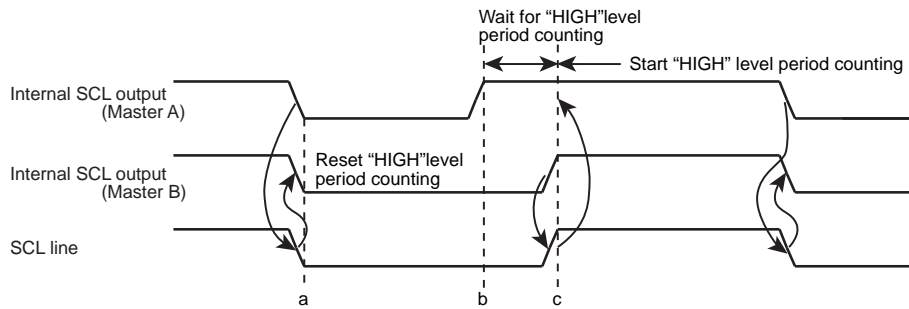 Wait for “HIGH”level
period counting
Start “HIGH” level period counting
Internal SCL output
(Master A)
Reset “HIGH”level
period counting
Internal SCL output
(Master B)
SCL line
a
b
c